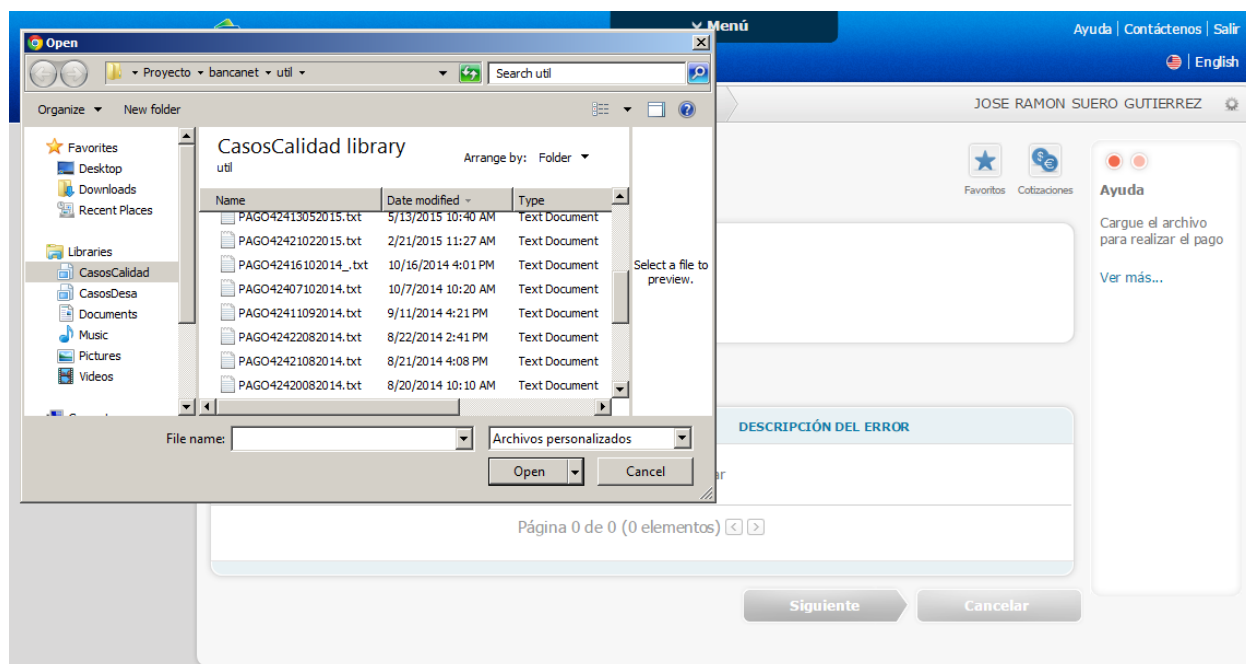 Menú
Ayuda | Contáctenos | Salir
| English
JOSE RAMON SUERO GUTIERREZ
Open
Proyecto
bancanet
util
Search util
Organize
New folder
Favorites
Desktop
Downloads
Recent Places
Libraries
CasosCalidad
CasosDesa
Documents
Music
Pictures
Videos
CasosCalidad library
util
Arrange by: Folder
Name Date modified Type
PAGO42413052015.txt 5/13/2015 10:40 AM Text Document
PAGO42421022015.txt 2/21/2015 11:27 AM Text Document
PAGO42416102014_.txt 10/16/2014 4:01 PM Text Document
PAGO42407102014.txt 10/7/2014 10:20 AM Text Document
PAGO42411092014.txt 9/11/2014 4:21 PM Text Document
PAGO42422082014.txt 8/22/2014 2:41 PM Text Document
PAGO42421082014.txt 8/21/2014 4:08 PM Text Document
PAGO42420082014.txt 8/20/2014 10:10 AM Text Document
Select a file to
preview.
File name:
Archivos personalizados
Open
Cancel
Favoritos
Cotizaciones
Ayuda
Cargue el archivo
para realizar el pago
Ver más...
DESCRIPCIÓN DEL ERROR
Página 0 de 0 (0 elementos)
Siguiente
Cancelar